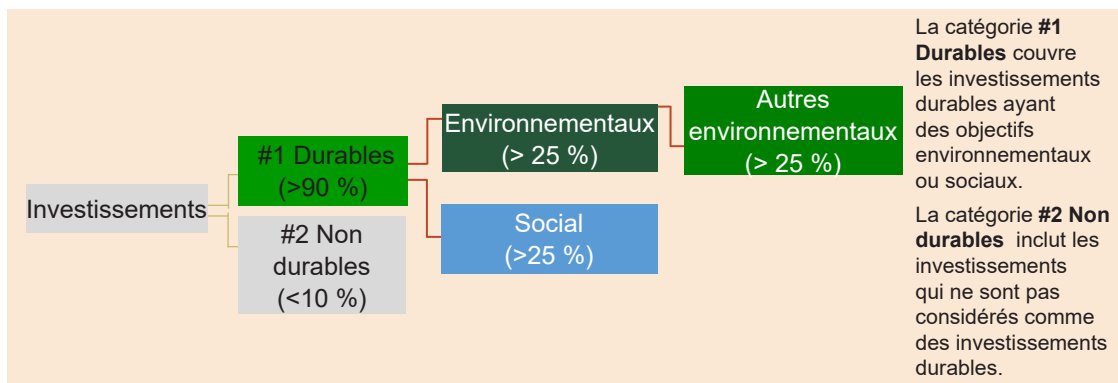 Investissements
#1 Durables
(>90 %)
#2 Non
durables
(<10 %)
Environnementaux
(> 25 %)
Social
(>25 %)
Autres
environnementaux
(> 25 %)
La catégorie #1
Durables couvre
les investissements
durables ayant
des objectifs
environnementaux
ou sociaux.
La catégorie #2 Non
durables inclut les
investissements
qui ne sont pas
considérés comme
des investissements
durables.